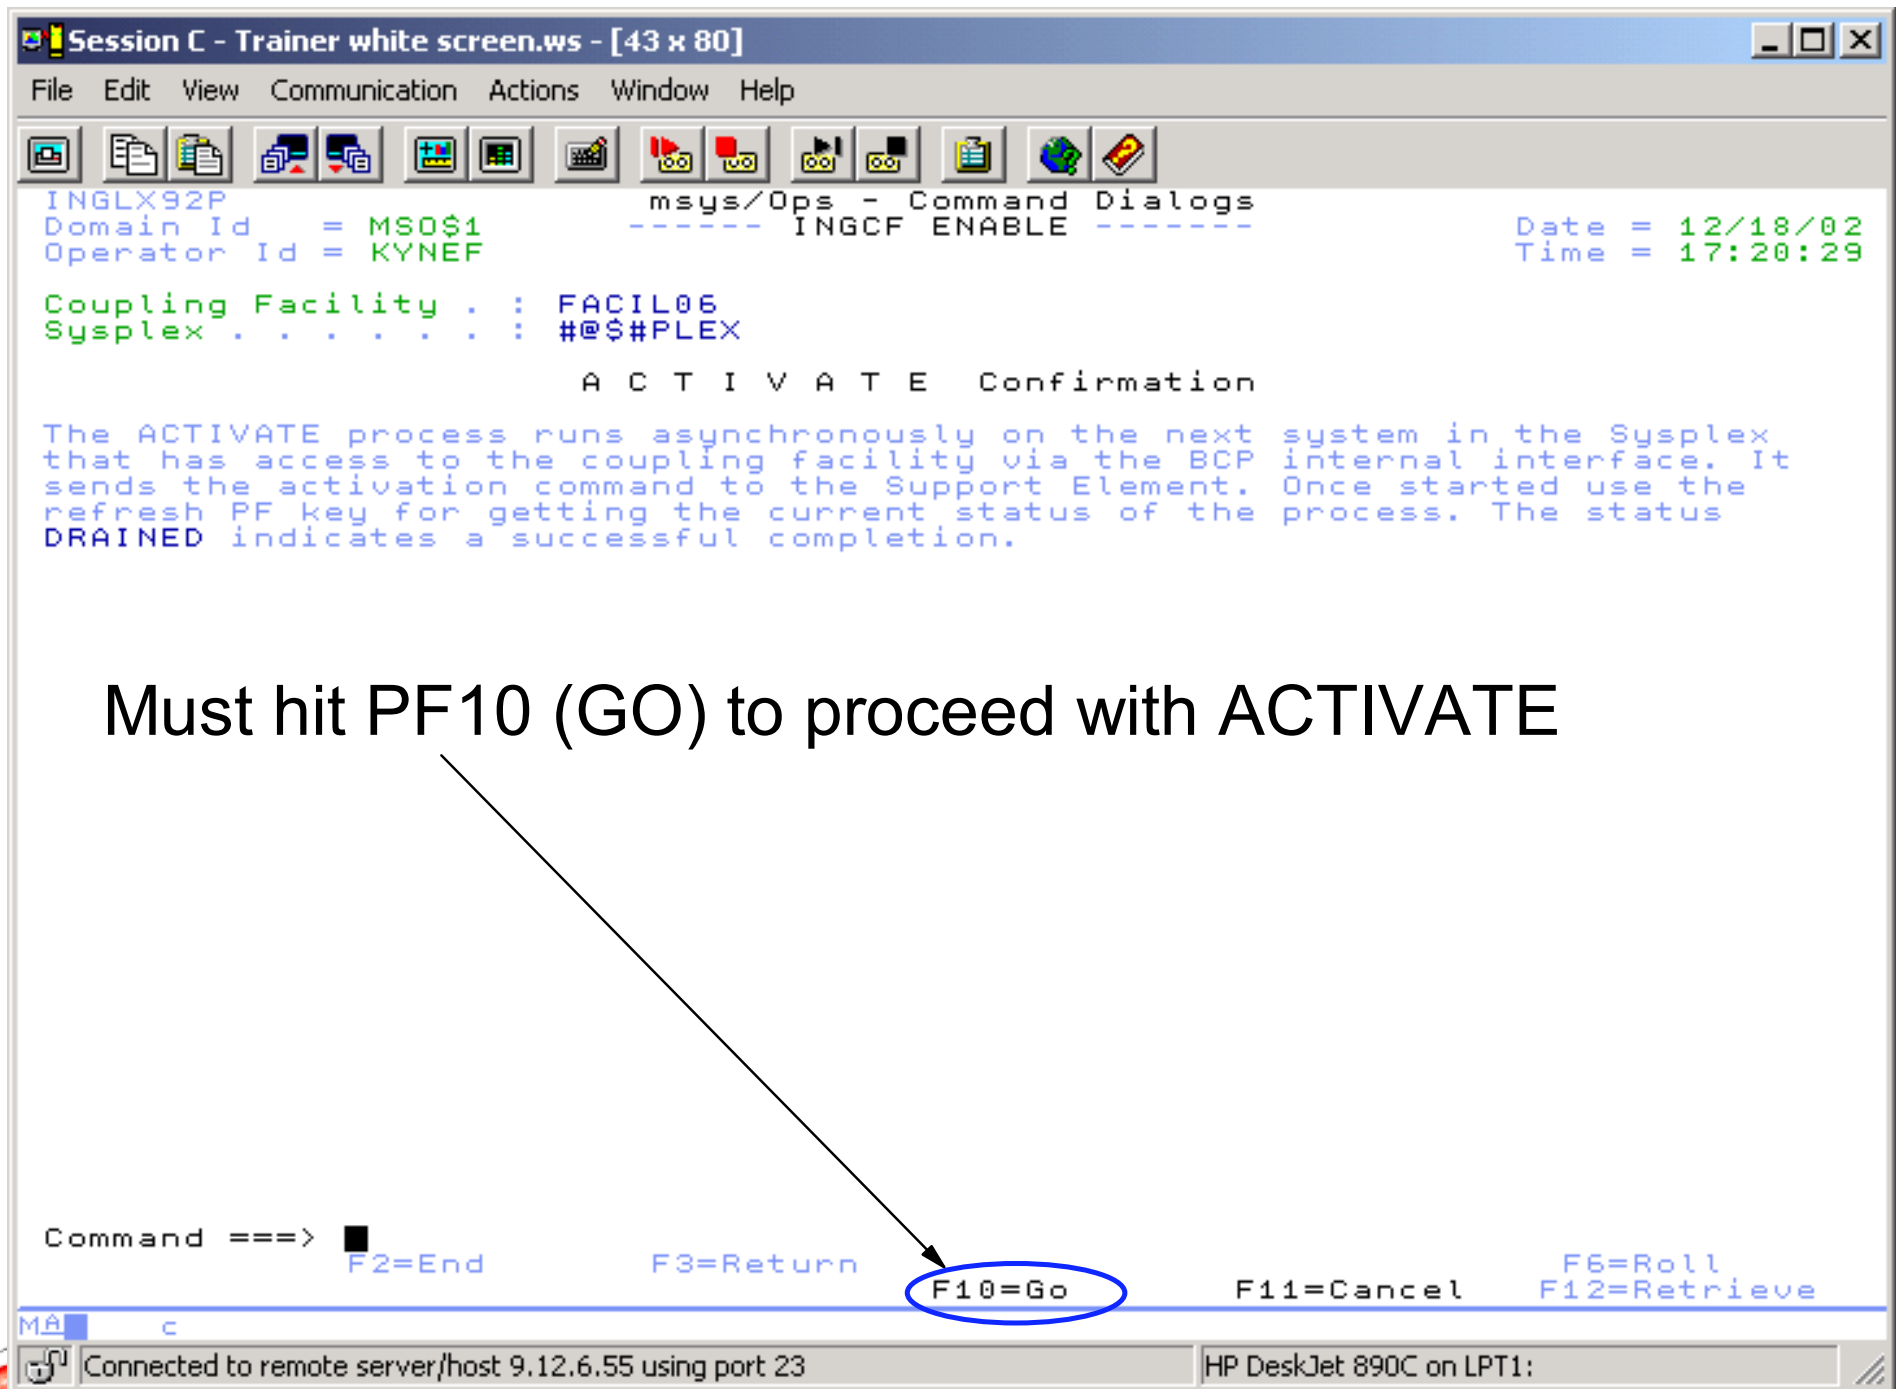 Session C - Trainer white screen.ws - [43 x 80]
File Edit View Communication Actions Window Help
INGLX92P msys/Ops - Command Dialogs
Domain Id = MSO$1 ------ INGCF ENABLE ------- Date = 12/18/02
Operator Id = KYNEF Time = 17:20:29
Coupling Facility . : FACIL06
Sysplex . . . . . . : #@$#PLEX
A C T I V A T E Confirmation
The ACTIVATE process runs asynchronously on the next system in the Sysplex
that has access to the coupling facility via the BCP internal interface. It
sends the activation command to the Support Element. Once started use the
refresh PF key for getting the current status of the process. The status
DRAINED indicates a successful completion.
Must hit PF10 (GO) to proceed with ACTIVATE
Command ===>
F2=End F3=Return F6=Roll
F10=Go F11=Cancel F12=Retrieve
MA c
Connected to remote server/host 9.12.6.55 using port 23 HP DeskJet 890C on LPT1: